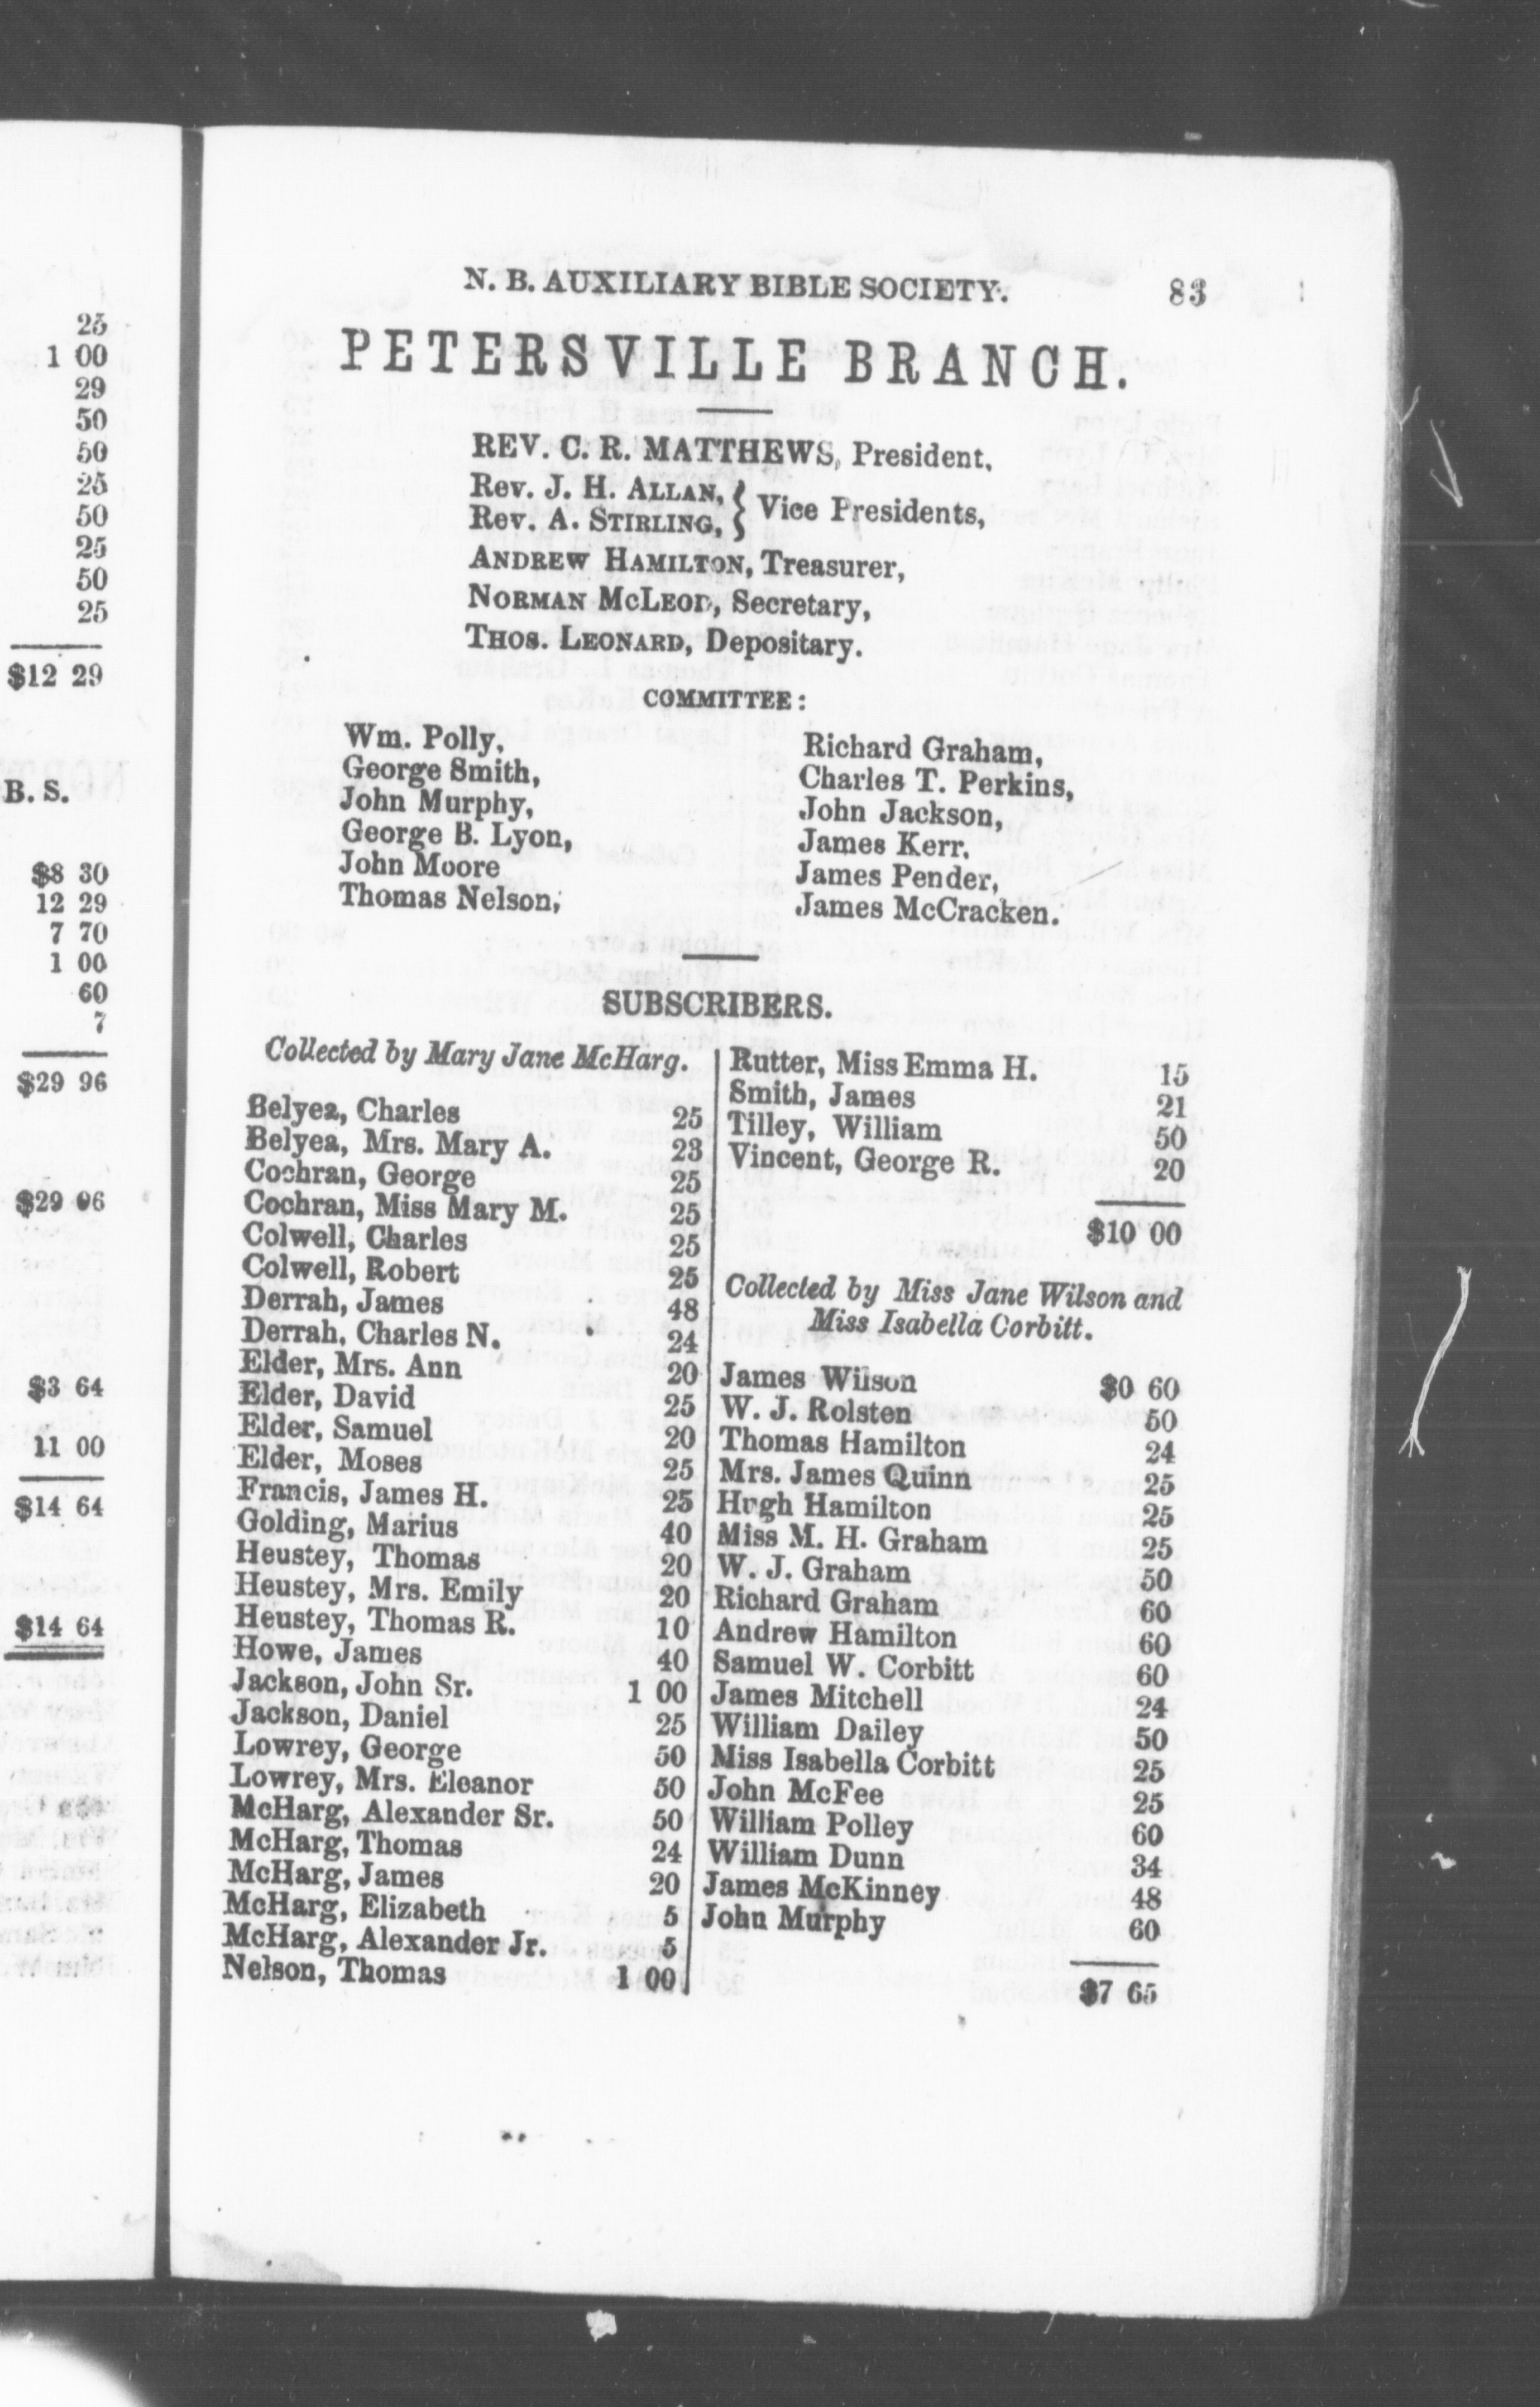 25
1 00
29
50
50
25
50
25
50
25
$12 29
B. S.
$8 30
12 29
7 70
1 00
60
7
$29 96
$29 96
$3 64
11 00
$14 64
$14 64
N. B. AUXILIARY BIBLE SOCIETY. 83
PETERSVILLE BRANCH.
REV. C. R. MATTHEWS, President,
Rev. J. H. ALLAN,
Rev. A. STIRLING, } Vice Presidents,
ANDREW HAMILTON, Treasurer,
NORMAN MCLEOD, Secretary,
THOS. LEONARD, Depositary.
COMMITTEE:
Wm. Polly,
George Smith,
John Murphy,
George B. Lyon,
John Moore
Thomas Nelson,
Richard Graham,
Charles T. Perkins,
John Jackson,
James Kerr,
James Pender,
James McCracken.
SUBSCRIBERS.
Collected by Mary Jane McHarg.
Belyea, Charles 25
Belyea, Mrs. Mary A. 23
Cochran, George 25
Cochran, Miss Mary M. 25
Colwell, Charles 25
Colwell, Robert 25
Derrah, James 48
Derrah, Charles N. 24
Elder, Mrs. Ann 20
Elder, David 25
Elder, Samuel 20
Elder, Moses 25
Francis, James H. 25
Golding, Marius 40
Heustey, Thomas 20
Heustey, Mrs. Emily 20
Heustey, Thomas R. 10
Howe, James 40
Jackson, John Sr. 1 00
Jackson, Daniel 25
Lowrey, George 50
Lowrey, Mrs. Eleanor 50
McHarg, Alexander Sr. 50
McHarg, Thomas 24
McHarg, James 20
McHarg, Elizabeth 5
McHarg, Alexander Jr. 5
Nelson, Thomas 1 00
Rutter, Miss Emma H. 15
Smith, James 21
Tilley, William 50
Vincent, George R. 20
$10 00
Collected by Miss Jane Wilson and
Miss Isabella Corbitt.
James Wilson $0 60
W. J. Rolsten 50
Thomas Hamilton 24
Mrs. James Quinn 25
Hugh Hamilton 25
Miss M. H. Graham 25
W. J. Graham 50
Richard Graham 60
Andrew Hamilton 60
Samuel W. Corbitt 60
James Mitchell 24
William Dailey 50
Miss Isabella Corbitt 25
John McFee 25
William Polley 60
William Dunn 34
James McKinney 48
John Murphy 60
$7 65